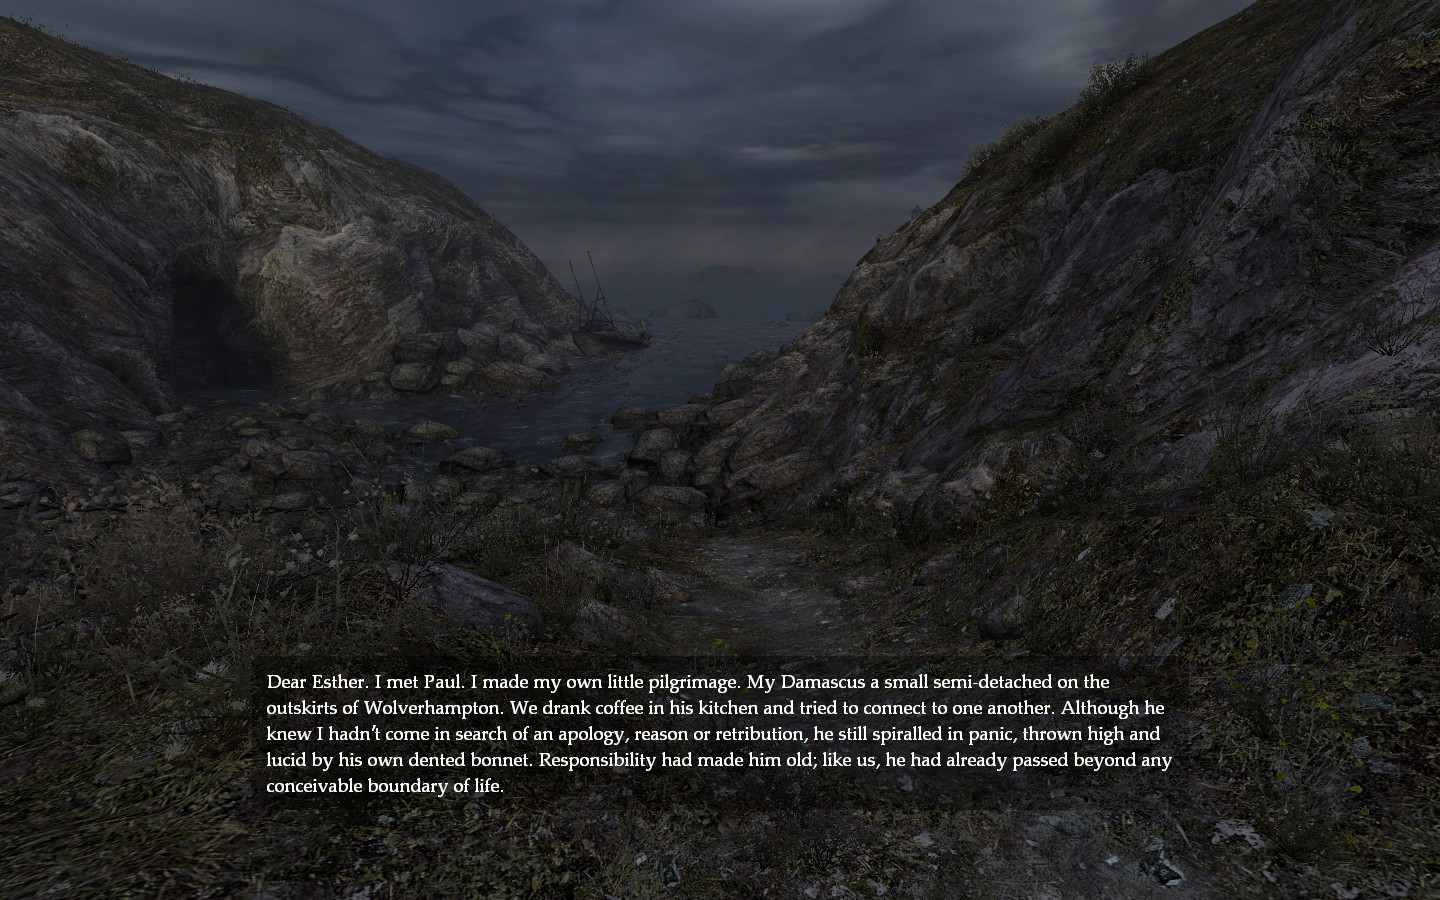 Dear Esther. I met Paul. I made my own little pilgrimage. My Damascus a small semi-detached on the
outskirts of Wolverhampton. We drank coffee in his kitchen and tried to connect to one another. Although he
knew I hadn't come in search of an apology, reason or retribution, he still spiralled in panic, thrown high and
lucid by his own dented bonnet. Responsibility had made him old; like us, he had already passed beyond any
conceivable boundary of life.